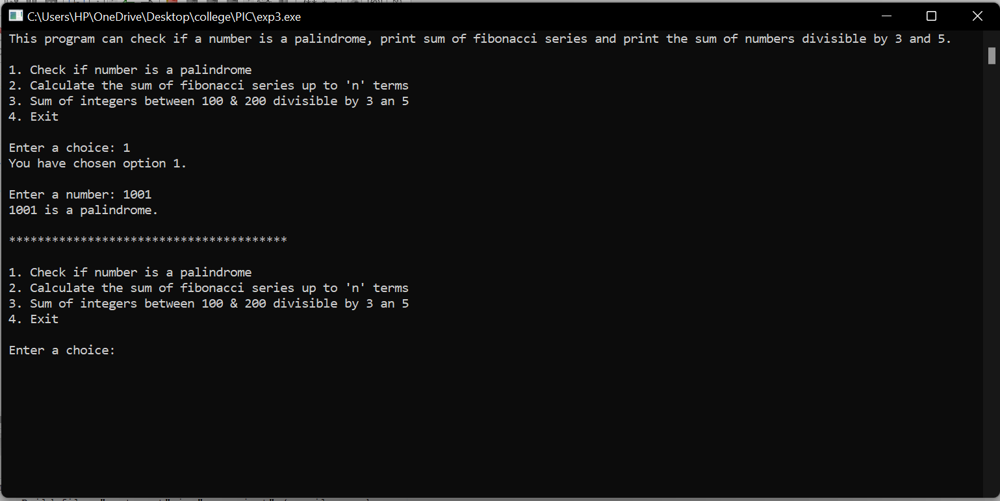 C:\Users\HP\OneDrive\Desktop\college\PIC\exp3.exe
This program can check if a number is a palindrome, print sum of fibonacci series and print the sum of numbers divisible by 3 and 5.
1. Check if number is a palindrome
2. Calculate the sum of fibonacci series up to 'n' terms
3. Sum of integers between 100 & 200 divisible by 3 an 5
4. Exit
Enter a choice: 1
You have chosen option 1.
Enter a number: 1001
1001 is a palindrome.
***************************************
1. Check if number is a palindrome
2. Calculate the sum of fibonacci series up to 'n' terms
3. Sum of integers between 100 & 200 divisible by 3 an 5
4. Exit
Enter a choice: